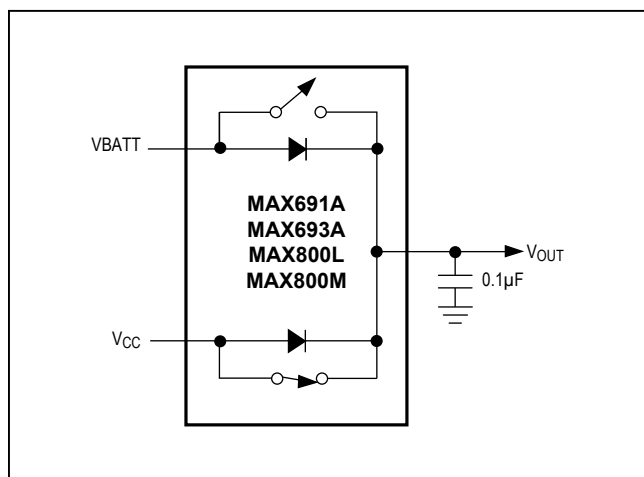 VBATT
MAX691A
MAX693A
MAX800L
MAX800M
VOUT
0.1µF
VCC